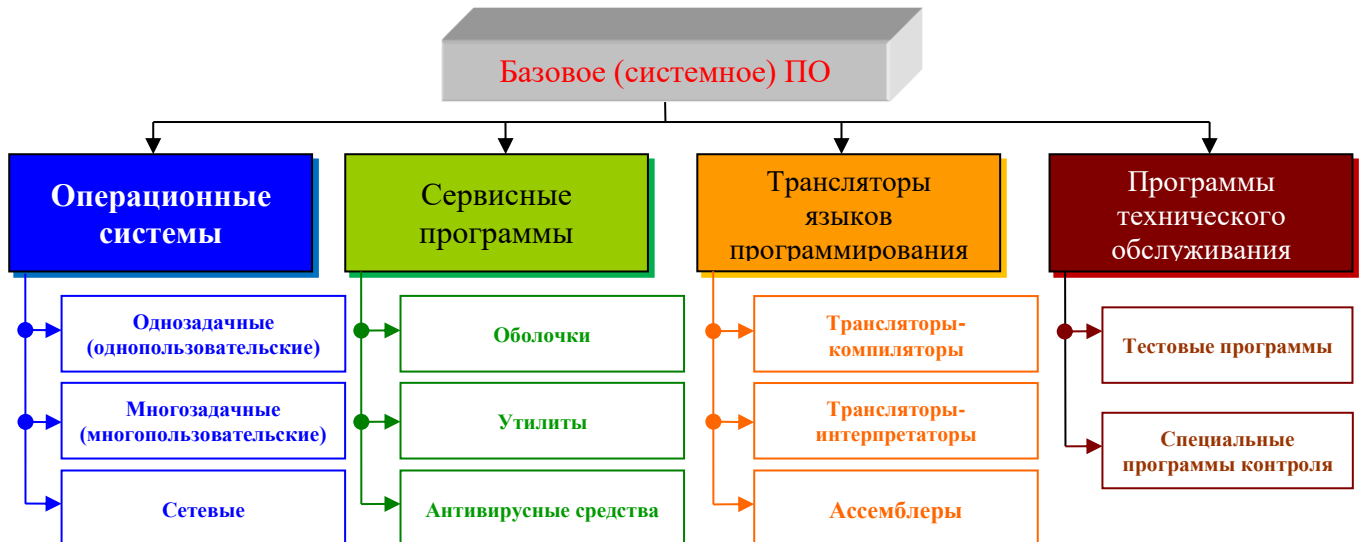 Базовое (системное) ПО
Операционные
системы
Сервисные
программы
Трансляторы
языков
программирования
Программы
технического
обслуживания
Однозадачные
(однопользовательские)
Многозадачные
(многопользовательские)
Сетевые
Оболочки
Утилиты
Антивирусные средства
Трансляторы-
компиляторы
Трансляторы-
интерпретаторы
Ассемблеры
Тестовые программы
Специальные
программы контроля